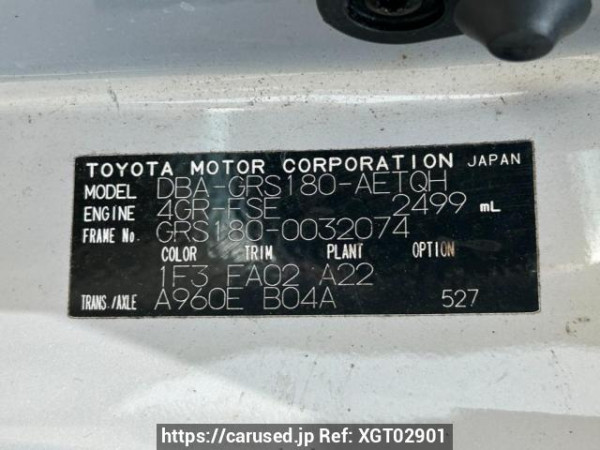 TOYOTA MOTOR CORPORATION JAPAN
MODEL DBA-GRS180-AETQH
ENGINE 4GR-FSE 2499 mL
FRAME No. GRS180-0032074
COLOR TRIM PLANT OPTION
1F3 FA02 A22
TRANS./AXLE A960E B04A 527
https://carused.jp Ref: XGT02901